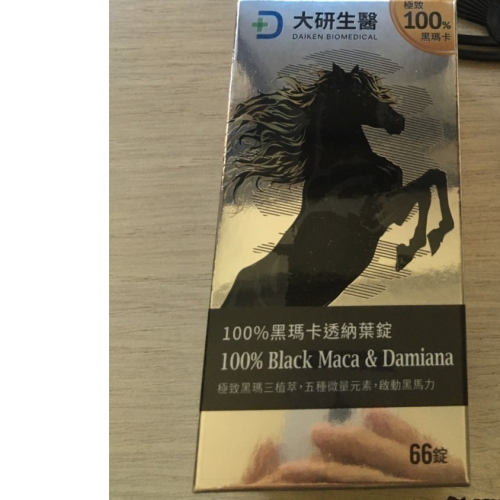 大研生醫
DAIKEN BIOMEDICAL
極致
100%
黑瑪卡
100%黑瑪卡透納葉錠
100% Black Maca & Damiana
極致黑瑪三植萃,五種微量元素,啟動黑馬力
66錠